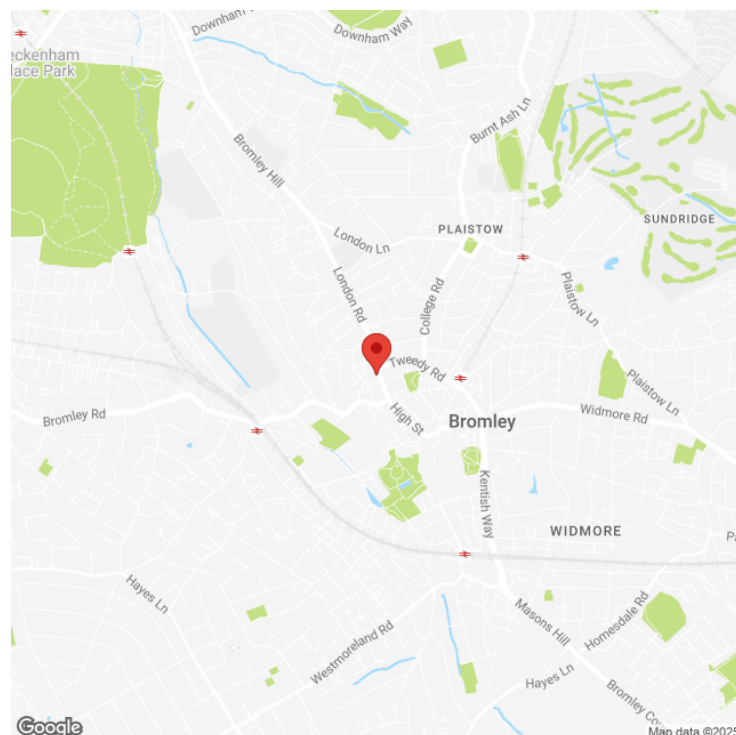 Downham
Downham
Way
eckenham
lace Park
Burnt Ash Ln
Bromley Hill
PLAISTOW
SUNDRIDGE
London Ln
London Rd
College Rd
Plaistow Ln
Tweedy Rd
Plaistow Ln
High St
Widmore Rd
Bromley Rd
Bromley
Kentish Way
WIDMORE
Pa
Hayes Ln
Masons Hill
Homesdale Rd
Westmoreland Rd
Hayes Ln
Bromley Co
Google
Map data ©2025